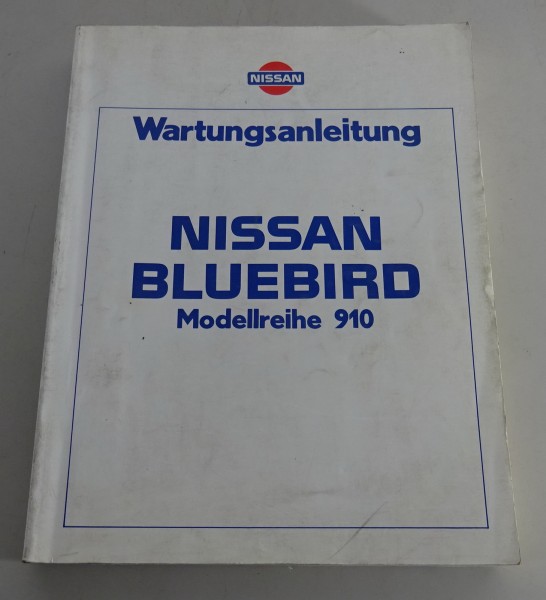 NISSAN
Wartungsanleitung
NISSAN
BLUEBIRD
Modellreihe 910